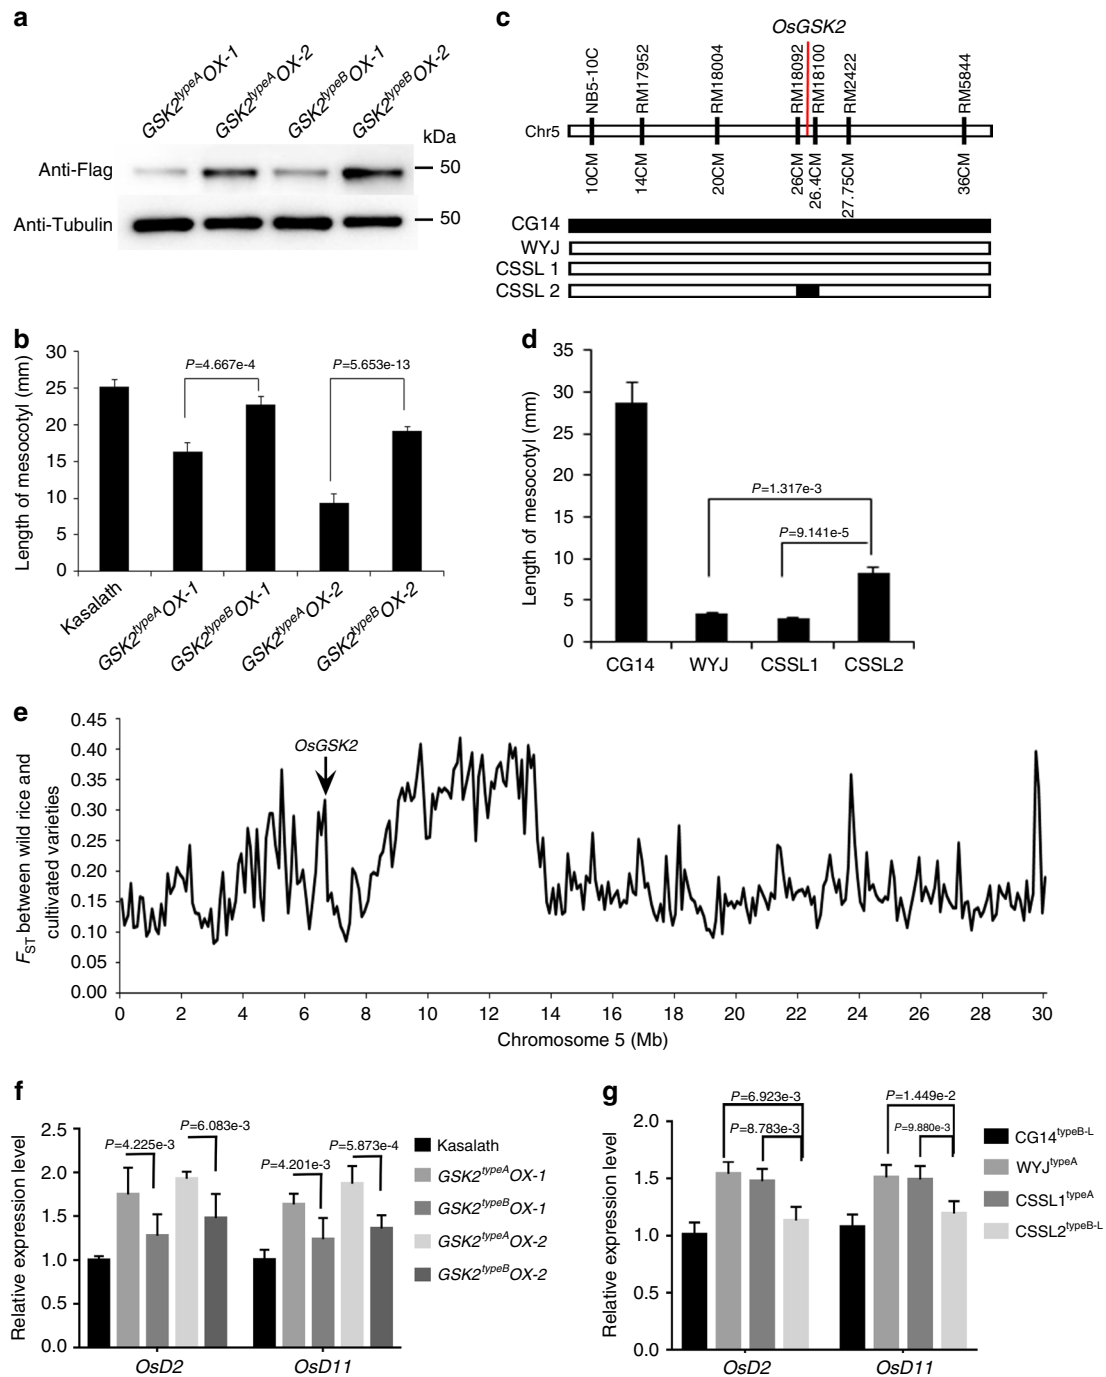 a
GSK2typeAOX-1
GSK2typeAOX-2
GSK2typeBOX-1
GSK2typeBOX-2
kDa
Anti-Flag
50
Anti-Tubulin
50
c
OsGSK2
NB5-10C
RM17952
RM18004
RM18092
RM18100
RM2422
RM5844
Chr5
10CM
14CM
20CM
26CM
26.4CM
27.75CM
36CM
CG14
WYJ
CSSL 1
CSSL 2
b
Length of mesocotyl (mm)
30
25
20
15
10
5
0
P=4.667e-4
P=5.653e-13
Kasalath
GSK2typeAOX-1
GSK2typeBOX-1
GSK2typeAOX-2
GSK2typeBOX-2
d
Length of mesocotyl (mm)
35
30
25
20
15
10
5
0
P=1.317e-3
P=9.141e-5
CG14 WYJ CSSL1 CSSL2
e
FST between wild rice and
cultivated varieties
0.45
0.40
0.35
0.30
0.25
0.20
0.15
0.10
0.05
0.00
OsGSK2
0 2 4 6 8 10 12 14 16 18 20 22 24 26 28 30
Chromosome 5 (Mb)
f
Relative expression level
2.5
2.0
1.5
1.0
0.5
0.0
P=4.225e-3
P=6.083e-3
P=4.201e-3
P=5.873e-4
OsD2 OsD11
Kasalath
GSK2typeAOX-1
GSK2typeBOX-1
GSK2typeAOX-2
GSK2typeBOX-2
g
Relative expression level
2.0
1.5
1.0
0.5
0.0
P=6.923e-3
P=8.783e-3
P=1.449e-2
P=9.880e-3
OsD2 OsD11
CG14typeB-L
WYJtypeA
CSSL1typeA
CSSL2typeB-L